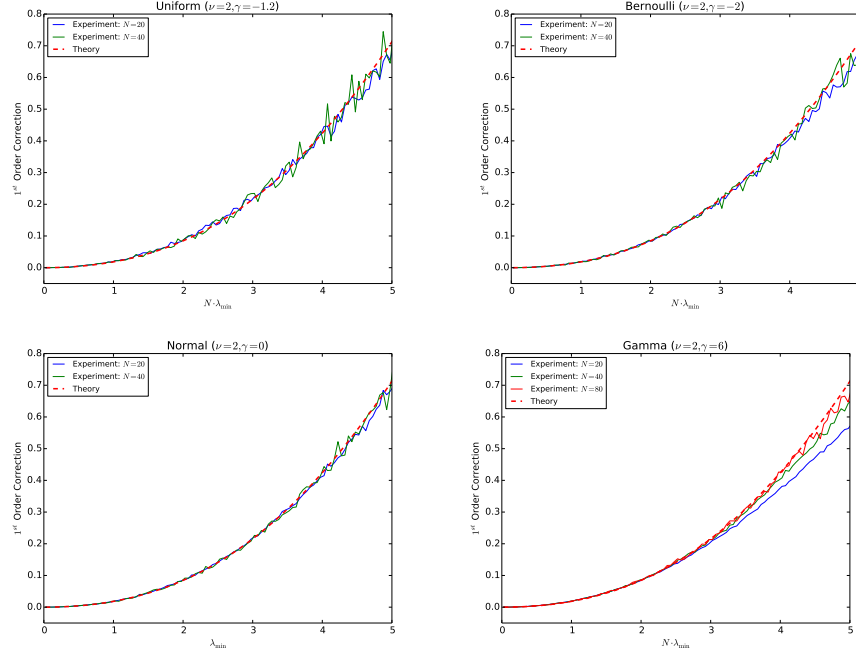 Uniform (ν=2,γ=−1.2)
Experiment: N=20
Experiment: N=40
Theory
1st Order Correction
0.8
0.7
0.6
0.5
0.4
0.3
0.2
0.1
0.0
0 1 2 3 4 5
N·λmin
Bernoulli (ν=2,γ=−2)
Experiment: N=20
Experiment: N=40
Theory
1st Order Correction
0.8
0.7
0.6
0.5
0.4
0.3
0.2
0.1
0.0
0 1 2 3 4
N·λmin
Normal (ν=2,γ=0)
Experiment: N=20
Experiment: N=40
Theory
1st Order Correction
0.8
0.7
0.6
0.5
0.4
0.3
0.2
0.1
0.0
0 1 2 3 4 5
λmin
Gamma (ν=2,γ=6)
Experiment: N=20
Experiment: N=40
Experiment: N=80
Theory
1st Order Correction
0.8
0.7
0.6
0.5
0.4
0.3
0.2
0.1
0.0
0 1 2 3 4 5
N·λmin